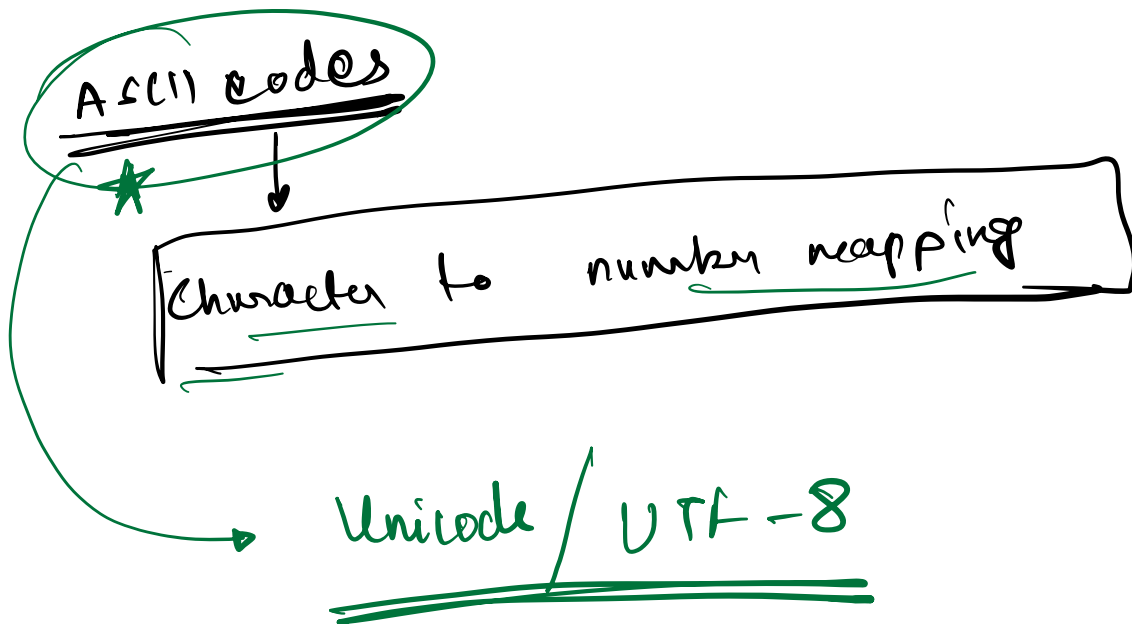 ASCII codes
Character to number mapping
Unicode / UTF-8